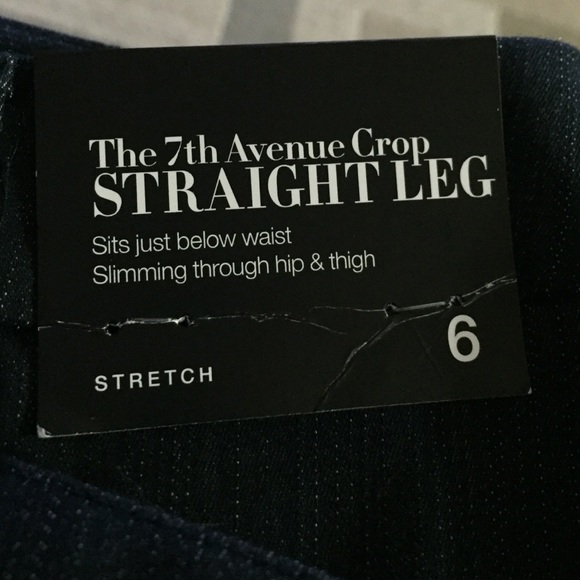 The 7th Avenue Crop
STRAIGHT LEG
Sits just below waist
Slimming through hip & thigh
6
STRETCH